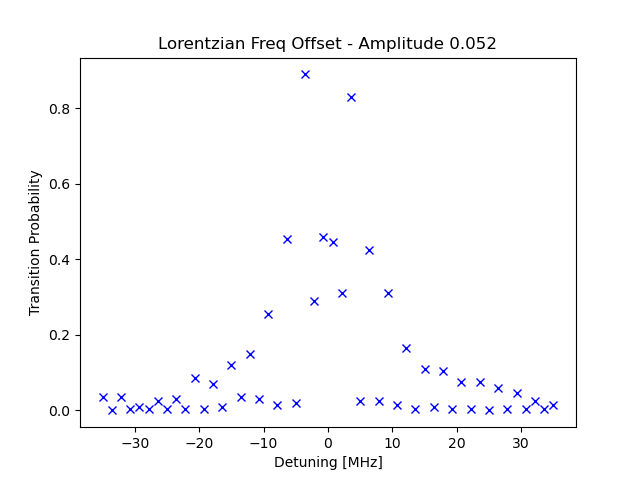 Lorentzian Freq Offset - Amplitude 0.052
Transition Probability
0.8
0.6
0.4
0.2
0.0
−30 −20 −10 0 10 20 30
Detuning [MHz]